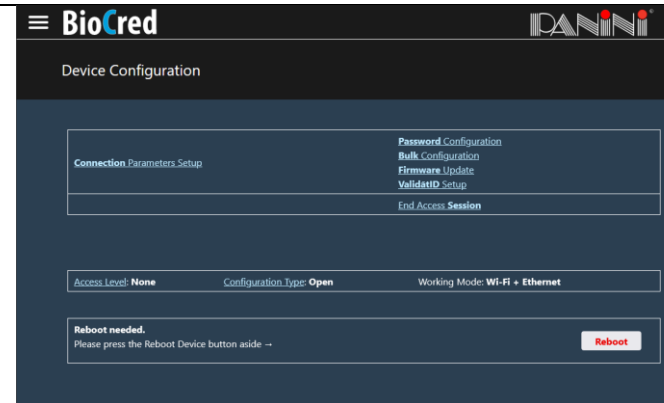 BioCred
PANINI
Device Configuration
Connection Parameters Setup
Password Configuration
Bulk Configuration
Firmware Update
ValidatID Setup
End Access Session
Access Level: None
Configuration Type: Open
Working Mode: Wi-Fi + Ethernet
Reboot needed.
Please press the Reboot Device button aside →
Reboot